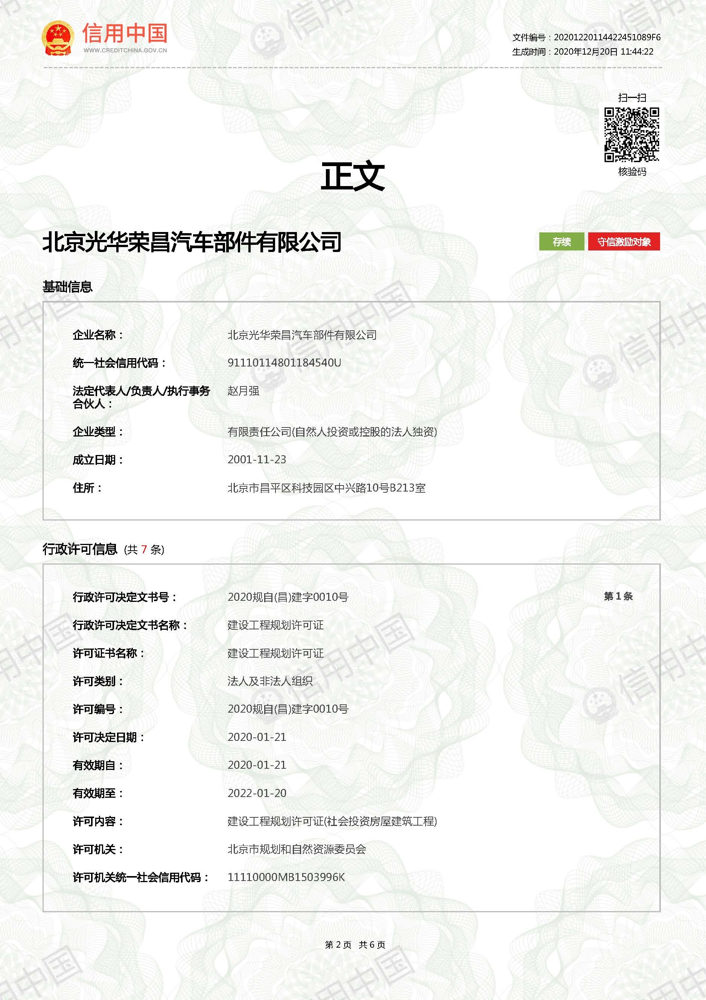 信用中国
WWW.CREDITCHINA.GOV.CN
文件编号：20201220114422451089F6
生成时间：2020年12月20日 11:44:22
扫一扫
核验码
正文
北京光华荣昌汽车部件有限公司
存续
守信激励对象
基础信息
企业名称： 北京光华荣昌汽车部件有限公司
统一社会信用代码： 91110114801184540U
法定代表人/负责人/执行事务 赵月强
合伙人：
企业类型： 有限责任公司(自然人投资或控股的法人独资)
成立日期： 2001-11-23
住所： 北京市昌平区科技园区中兴路10号B213室
行政许可信息 (共 7 条)
行政许可决定文书号： 2020规自(昌)建字0010号 第 1 条
行政许可决定文书名称： 建设工程规划许可证
许可证书名称： 建设工程规划许可证
许可类别： 法人及非法人组织
许可编号： 2020规自(昌)建字0010号
许可决定日期： 2020-01-21
有效期自： 2020-01-21
有效期至： 2022-01-20
许可内容： 建设工程规划许可证(社会投资房屋建筑工程)
许可机关： 北京市规划和自然资源委员会
许可机关统一社会信用代码： 11110000MB1503996K
第 2 页 共 6 页